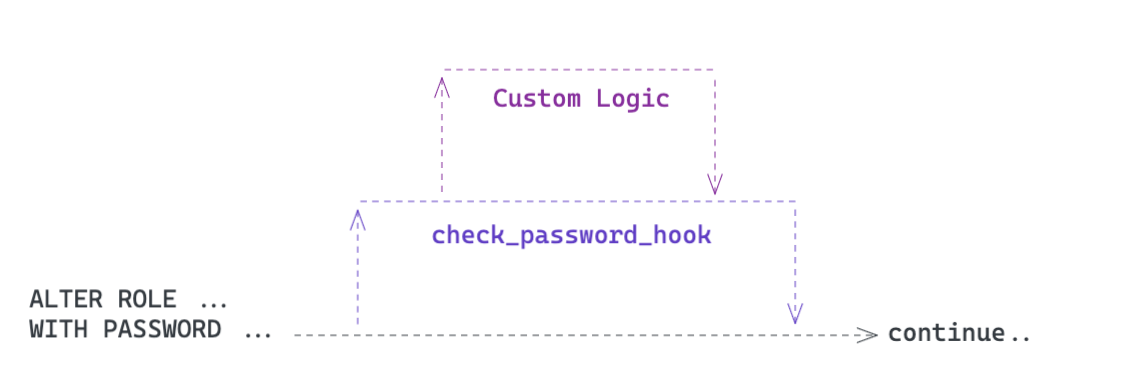 Custom Logic
check_password_hook
ALTER ROLE ...
WITH PASSWORD ...
continue..